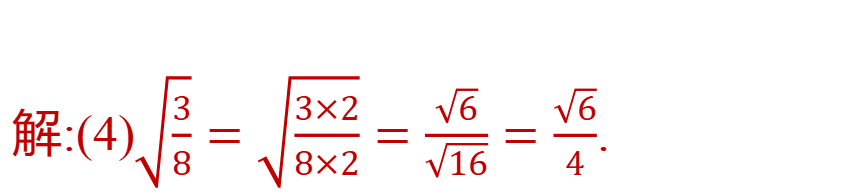 解:(4)√(3/8) = √((3×2)/(8×2)) = √6/√16 = √6/4.